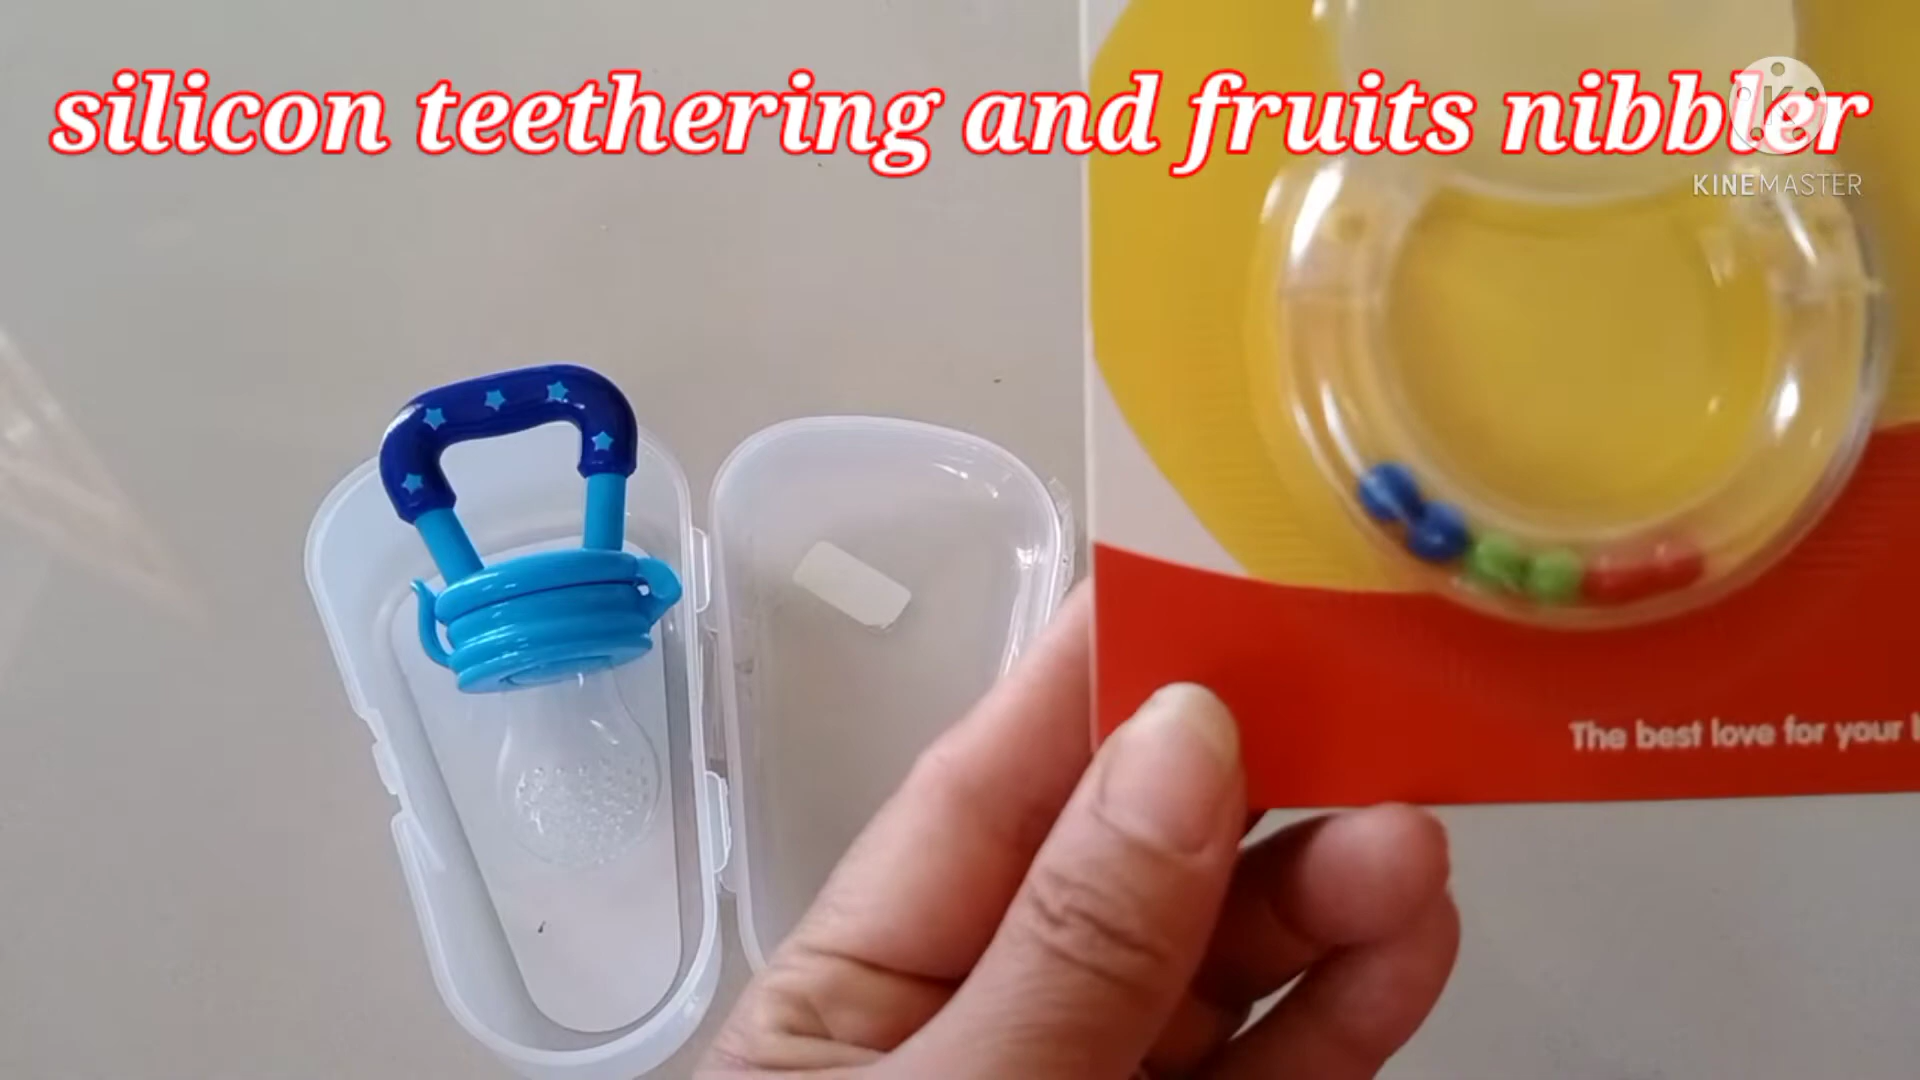 silicon teethering and fruits nibbler
KINEMASTER
The best love for your